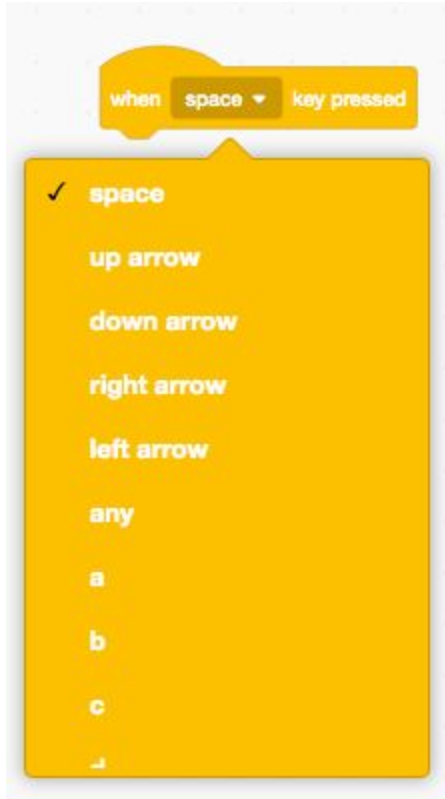 when space key pressed
✓ space
up arrow
down arrow
right arrow
left arrow
any
a
b
c